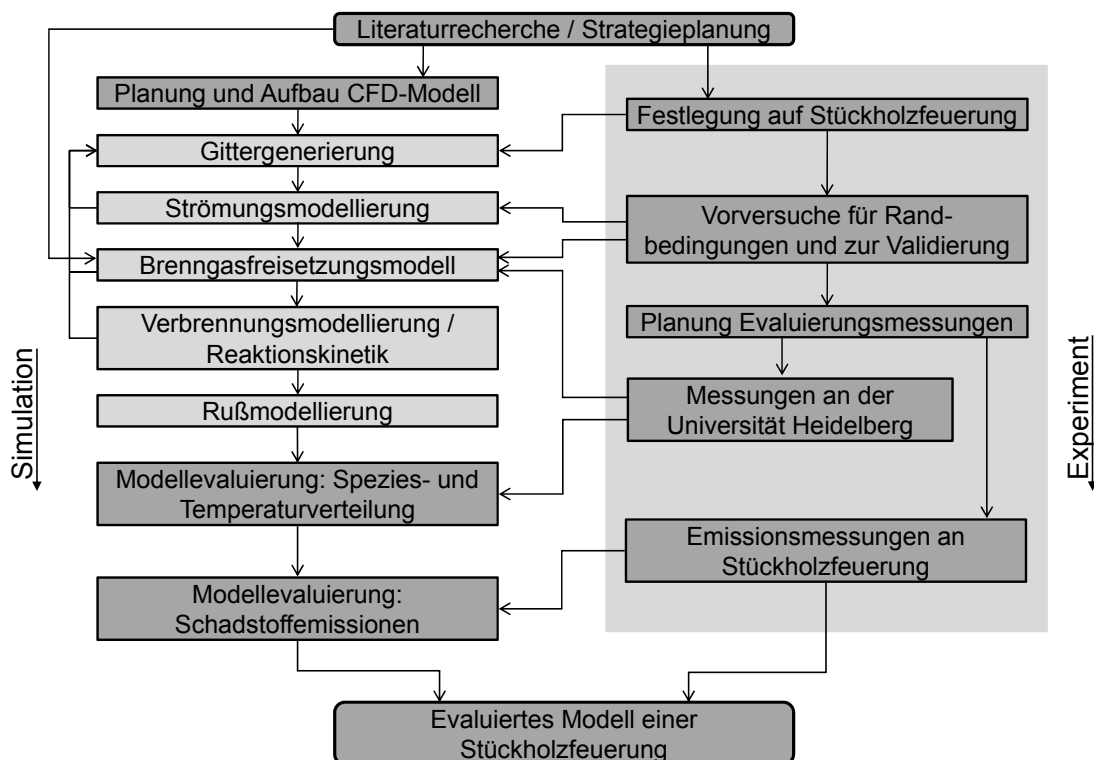 Literaturrecherche / Strategieplanung
Planung und Aufbau CFD-Modell
Gittergenerierung
Strömungsmodellierung
Brenngasfreisetzungsmodell
Verbrennungsmodellierung /
Reaktionskinetik
Rußmodellierung
Modellevaluierung: Spezies- und
Temperaturverteilung
Modellevaluierung:
Schadstoffemissionen
Simulation
Festlegung auf Stückholzfeuerung
Vorversuche für Rand-
bedingungen und zur Validierung
Planung Evaluierungsmessungen
Messungen an der
Universität Heidelberg
Emissionsmessungen an
Stückholzfeuerung
Experiment
Evaluiertes Modell einer
Stückholzfeuerung